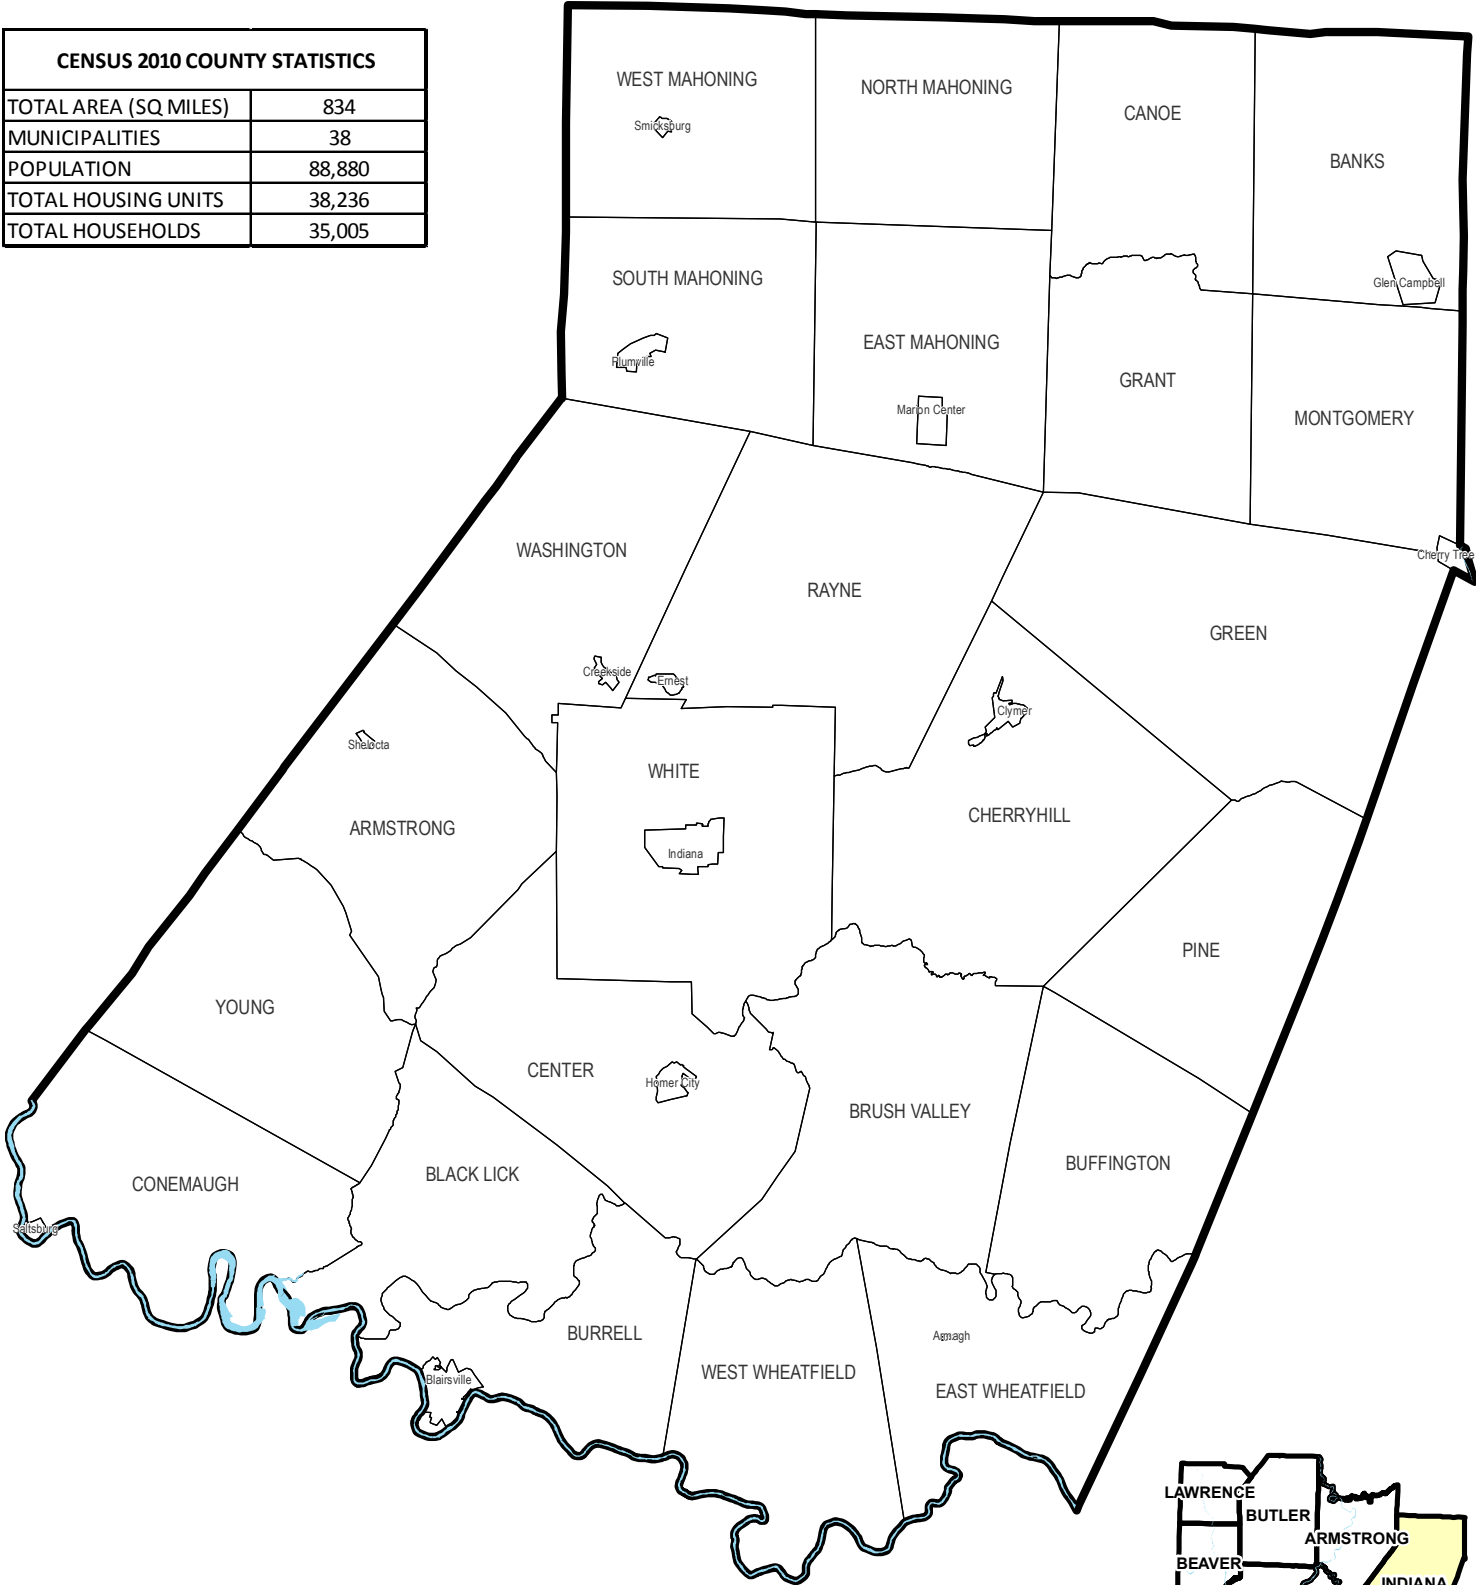 CENSUS 2010 COUNTY STATISTICS
TOTAL AREA (SQ MILES) 834
MUNICIPALITIES 38
POPULATION 88,880
TOTAL HOUSING UNITS 38,236
TOTAL HOUSEHOLDS 35,005
WEST MAHONING
NORTH MAHONING
CANOE
Smicksburg
BANKS
SOUTH MAHONING
Glen Campbell
EAST MAHONING
Plumville
GRANT
Marion Center
MONTGOMERY
WASHINGTON
Cherry Tree
RAYNE
GREEN
Creekside
Ernest
Clymer
Shelocta
WHITE
CHERRYHILL
ARMSTRONG
Indiana
PINE
YOUNG
CENTER
Homer City
BRUSH VALLEY
BUFFINGTON
BLACK LICK
CONEMAUGH
Saltsburg
BURRELL
Armagh
WEST WHEATFIELD
Blairsville
EAST WHEATFIELD
LAWRENCE
BUTLER
ARMSTRONG
BEAVER
INDIANA